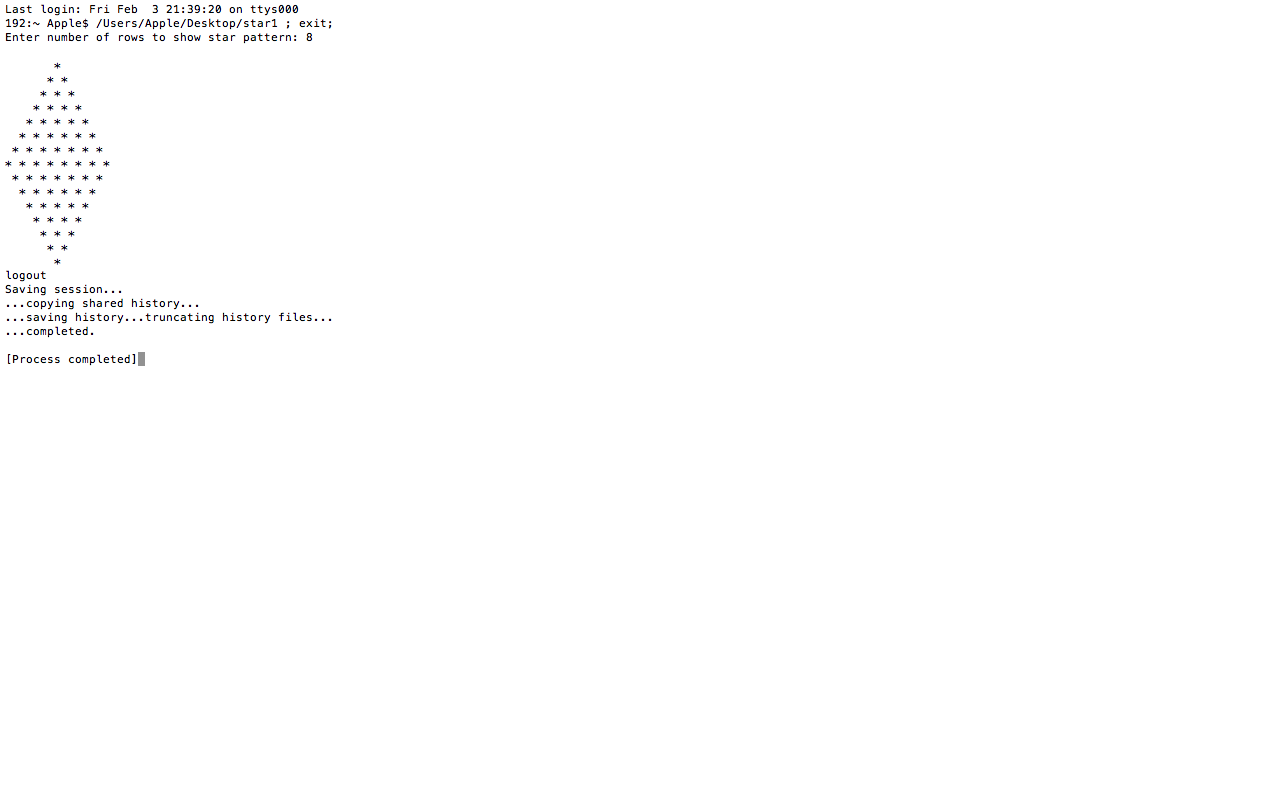 Last login: Fri Feb  3 21:39:20 on ttys000
192:~ Apple$ /Users/Apple/Desktop/star1 ; exit;
Enter number of rows to show star pattern: 8

       *
      * *
     * * *
    * * * *
   * * * * *
  * * * * * *
 * * * * * * *
* * * * * * * *
 * * * * * * *
  * * * * * *
   * * * * *
    * * * *
     * * *
      * *
       *
logout
Saving session...
...copying shared history...
...saving history...truncating history files...
...completed.

[Process completed]